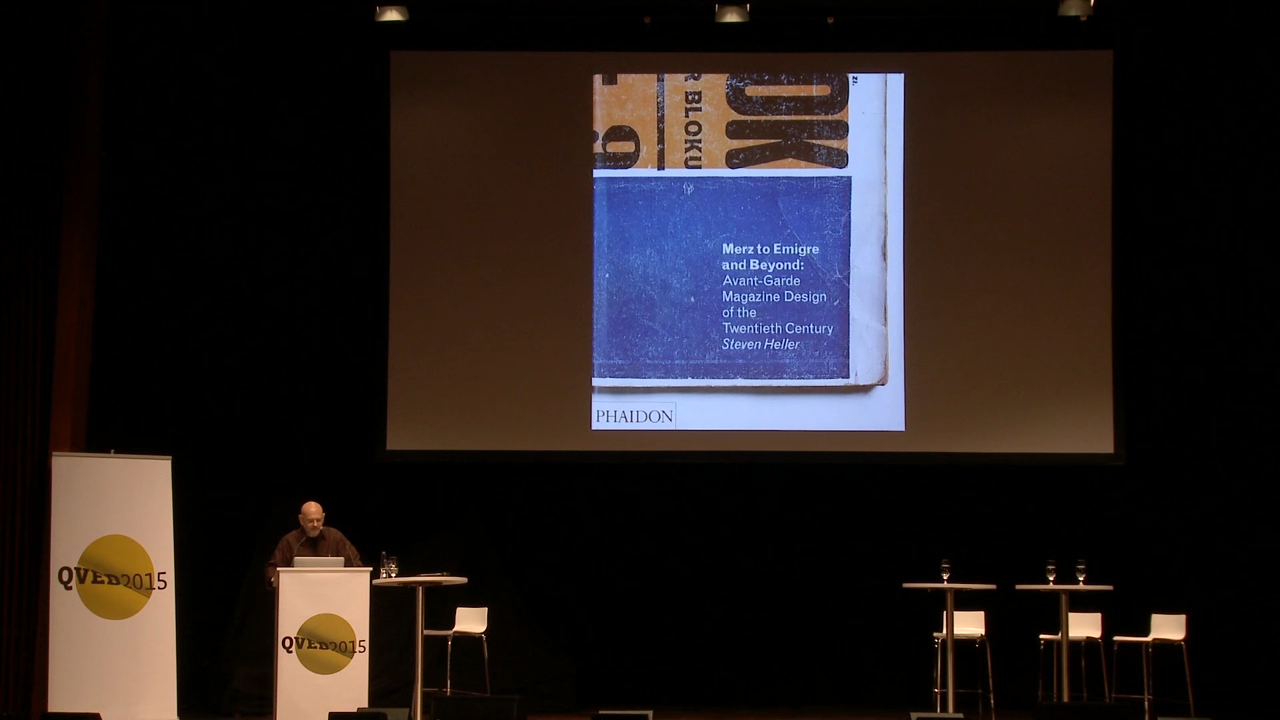 OK
BLOKU
g
Merz to Emigre
and Beyond:
Avant-Garde
Magazine Design
of the
Twentieth Century
Steven Heller
PHAIDON
QVED2015
QVED2015